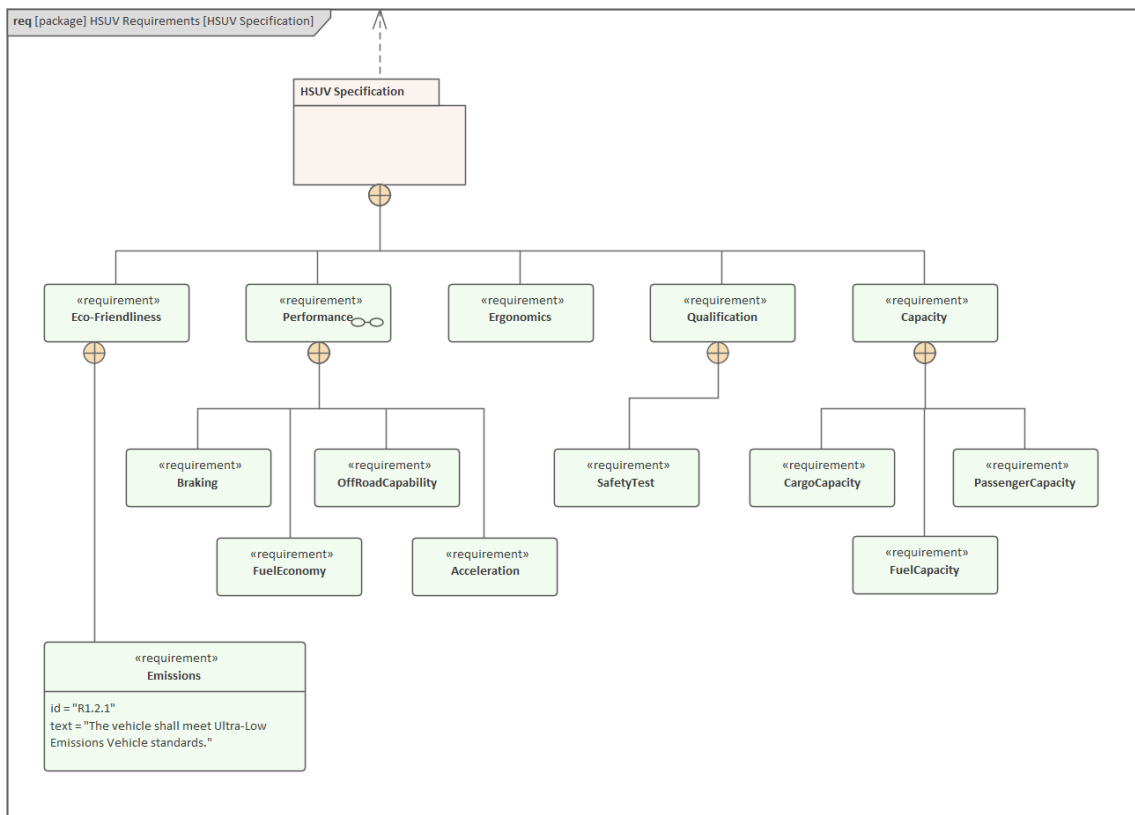 req [package] HSUV Requirements [HSUV Specification]
HSUV Specification
«requirement»
Eco-Friendliness
«requirement»
Performance
«requirement»
Ergonomics
«requirement»
Qualification
«requirement»
Capacity
«requirement»
Braking
«requirement»
OffRoadCapability
«requirement»
SafetyTest
«requirement»
CargoCapacity
«requirement»
PassengerCapacity
«requirement»
FuelEconomy
«requirement»
Acceleration
«requirement»
FuelCapacity
«requirement»
Emissions
id = "R1.2.1"
text = "The vehicle shall meet Ultra-Low
Emissions Vehicle standards."